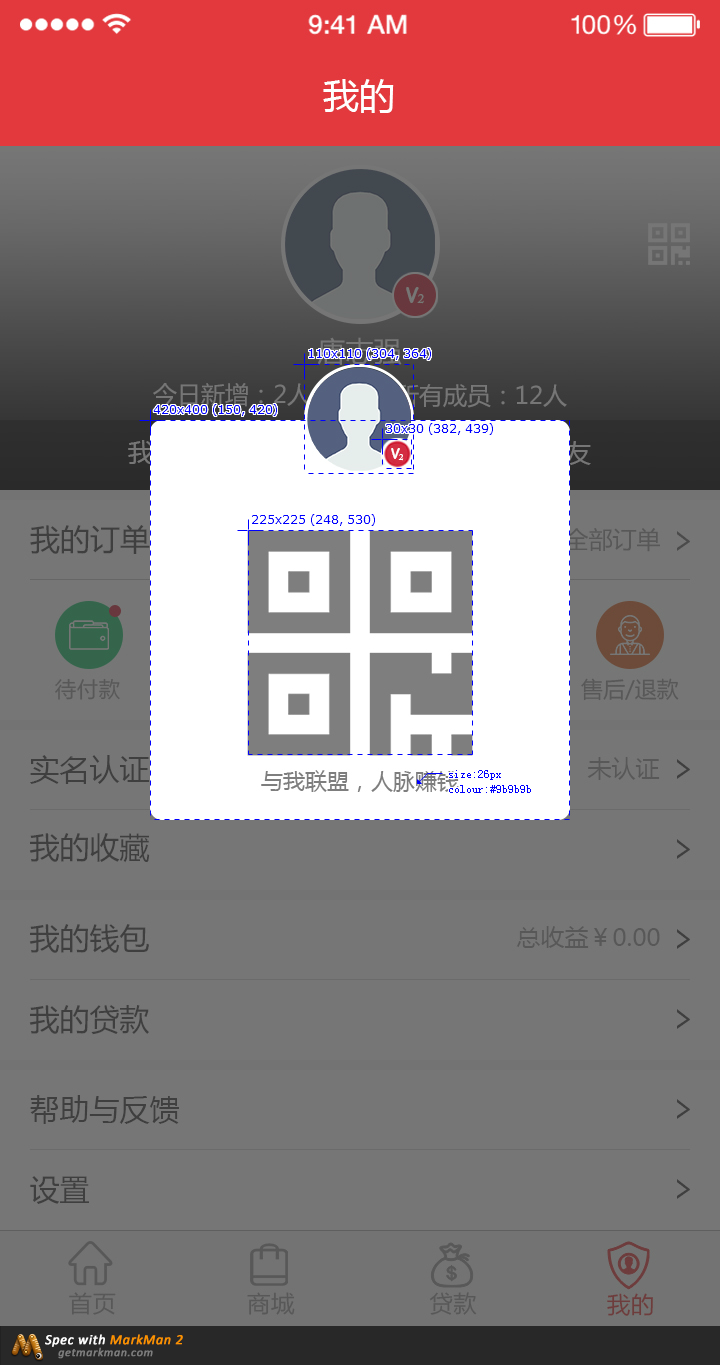 9:41 AM 100%
我的
V2
110x110 (304, 364)
今日新增：2人 所有成员：12人
420x400 (150, 420)
30x30 (382, 439)
V2
我 友
225x225 (248, 530)
我的订单 全部订单
待付款 售后/退款
实名认证 未认证
与我联盟，人脉赚钱
size:26px
colour:#9b9b9b
我的收藏
我的钱包 总收益￥0.00
我的贷款
帮助与反馈
设置
首页 商城 贷款 我的
Spec with MarkMan 2
getmarkman.com